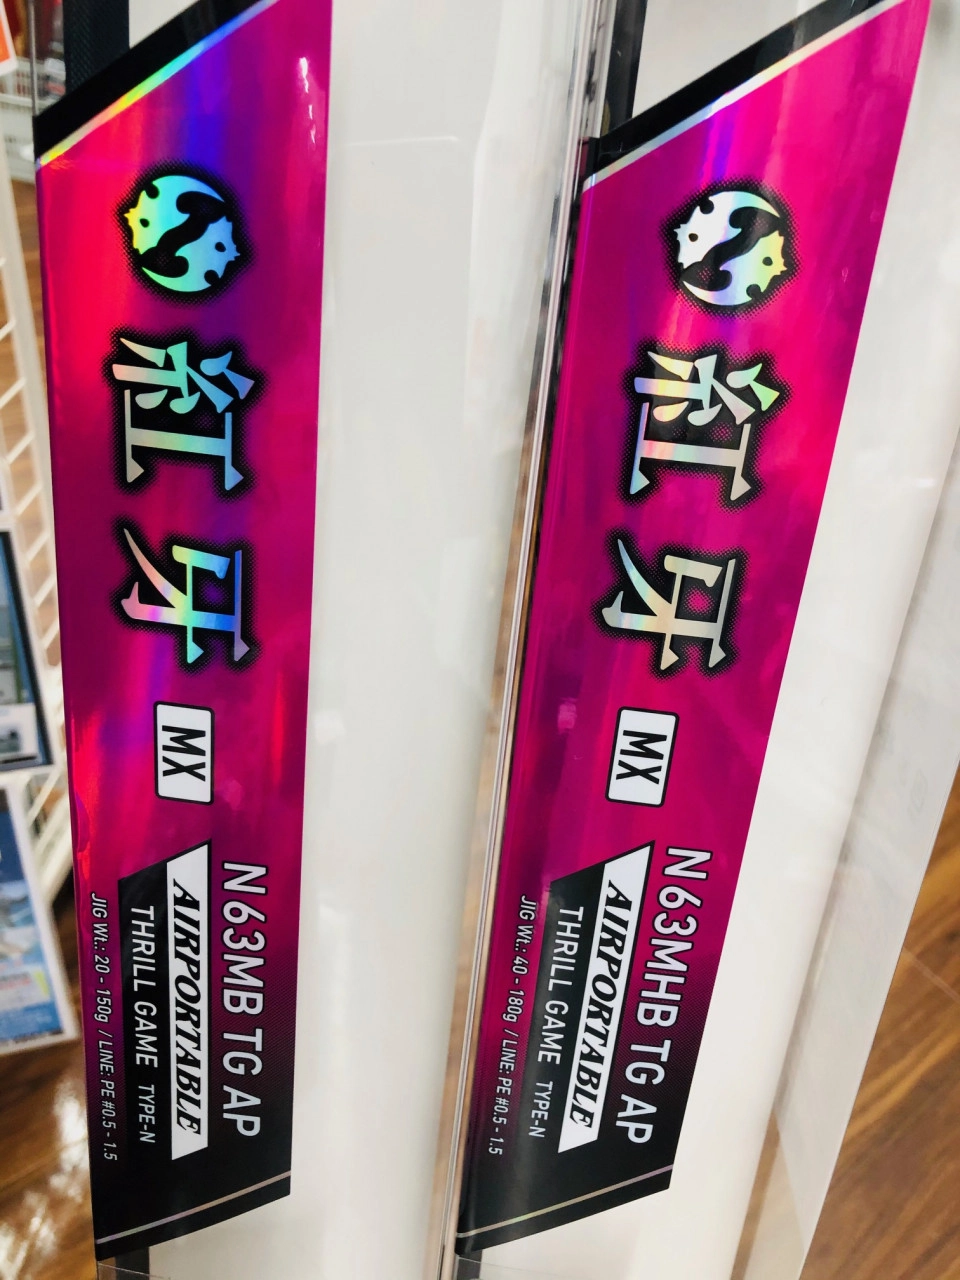 紅牙
MX
N63MB TG AP
AIRPORTABLE
THRILL GAME TYPE-N
JIG Wt.: 20 - 150g / LINE: PE #0.5 - 1.5
紅牙
MX
N63MHB TG AP
AIRPORTABLE
THRILL GAME TYPE-N
JIG Wt.: 40 - 180g / LINE: PE #0.5 - 1.5